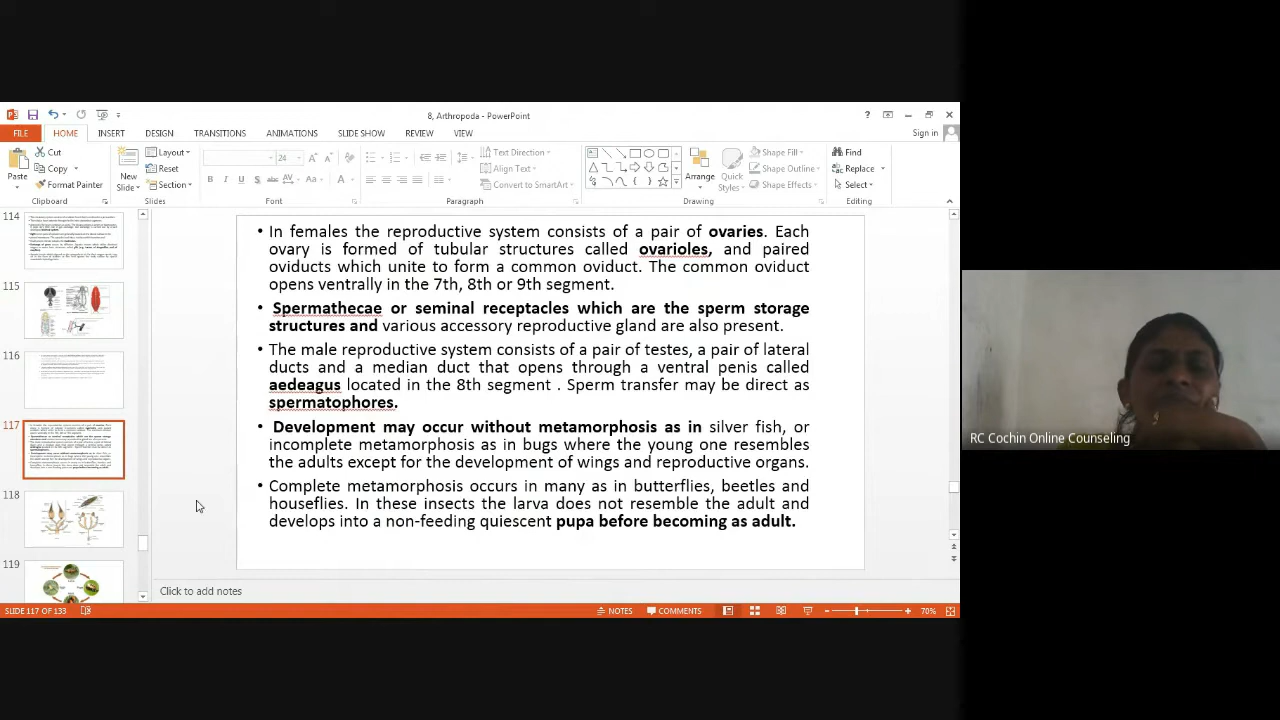 8, Arthropoda - PowerPoint
FILE HOME INSERT DESIGN TRANSITIONS ANIMATIONS SLIDE SHOW REVIEW VIEW Sign in
Paste
Cut
Copy
Format Painter
New Slide
Layout
Reset
Section
24
Text Direction
Align Text
Convert to SmartArt
Arrange
Quick Styles
Shape Fill
Shape Outline
Shape Effects
Find
Replace
Select
Clipboard Slides Font Paragraph Drawing Editing
114
115
116
117
118
119
• In females the reproductive system consists of a pair of ovaries. Each
ovary is formed of tubular structures called ovarioles, and paired
oviducts which unite to form a common oviduct. The common oviduct
opens ventrally in the 7th, 8th or 9th segment.
• Spermathecae or seminal receptacles which are the sperm storage
structures and various accesory reproductive gland are also present.
• The male reproductive system consists of a pair of testes, a pair of lateral
ducts and a median duct that opens through a ventral penis called
aedeagus located in the 8th segment . Sperm transfer may be direct as
spermatophores.
• Development may occur without metamorphosis as in silver fish, or
incomplete metamorphosis as in bugs where the young one resembles
the adults except for the development of wings and reproductive organs.
• Complete metamorphosis occurs in many as in butterflies, beetles and
houseflies. In these insects the larva does not resemble the adult and
develops into a non-feeding quiescent pupa before becoming as adult.
Click to add notes
SLIDE 117 OF 133 NOTES COMMENTS 70%
RC Cochin Online Counseling